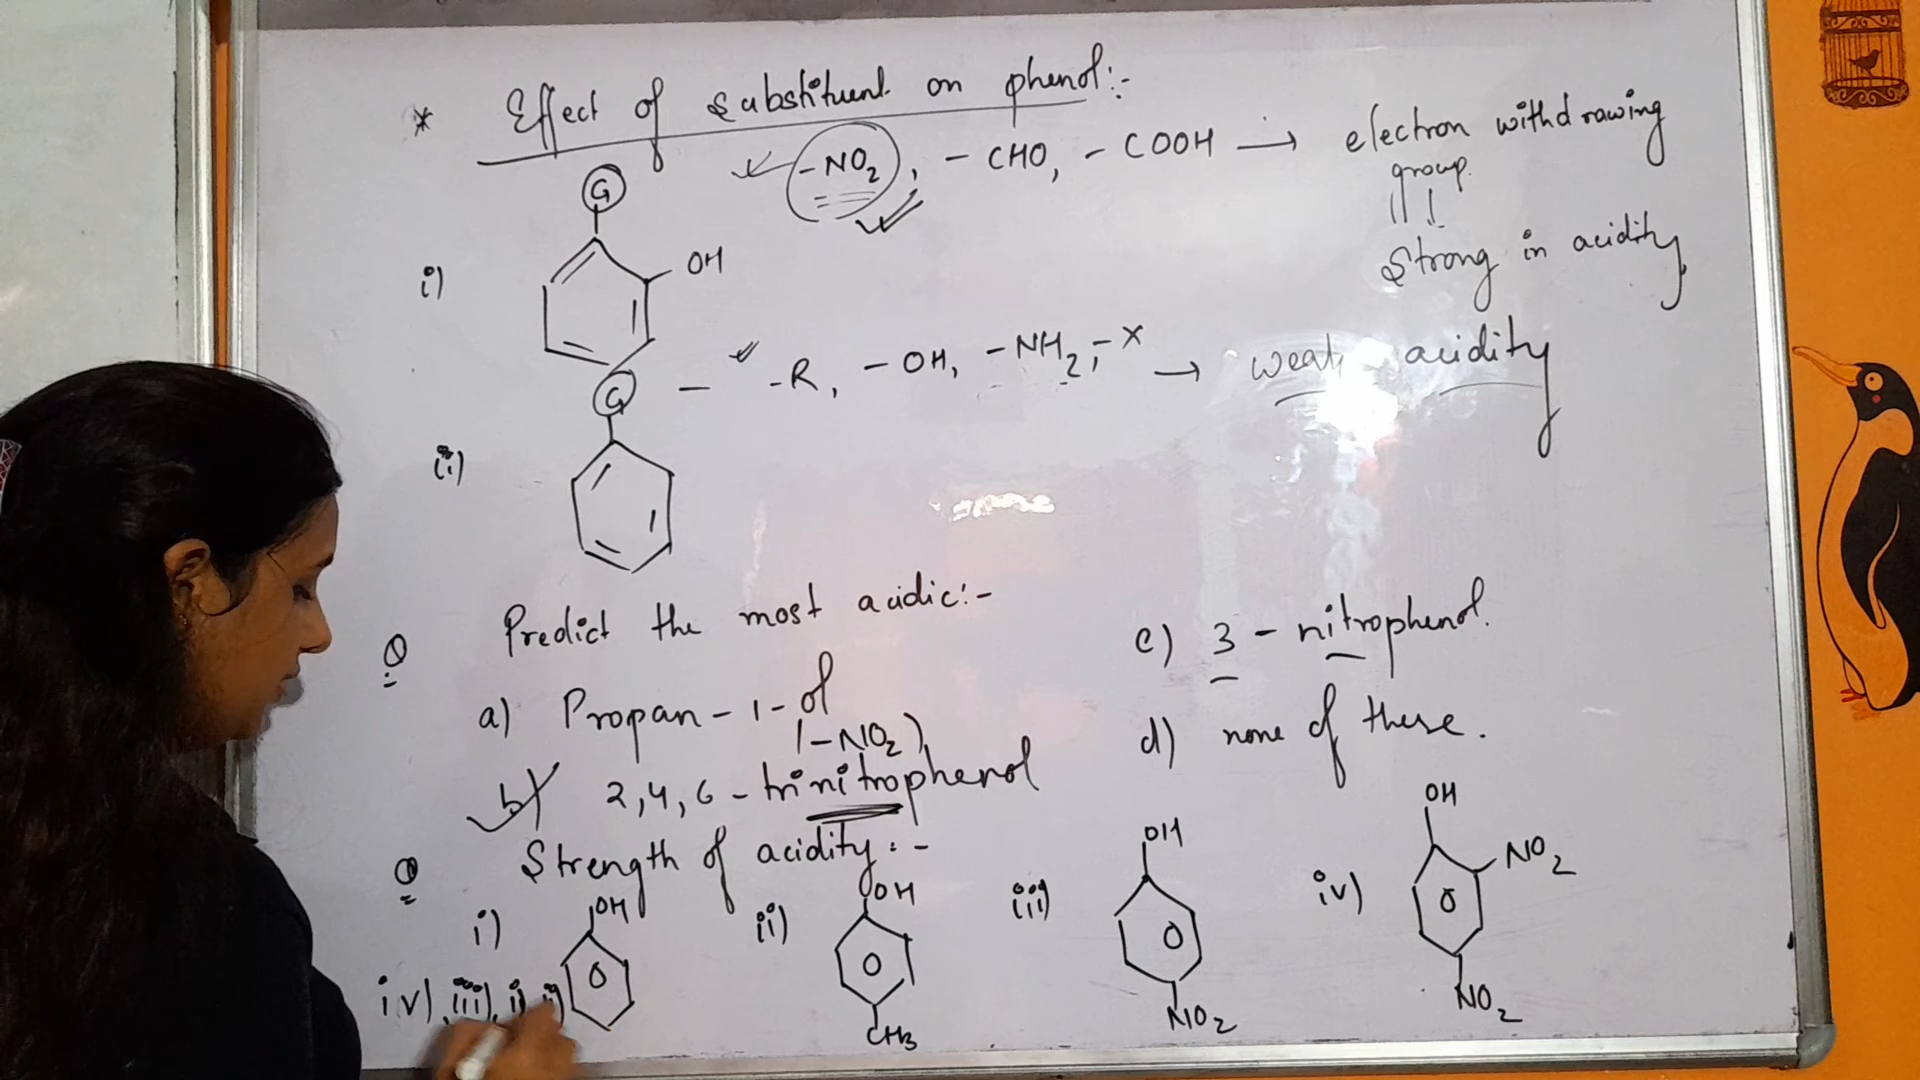 * Effect of substituent on phenol:-
-NO2, -CHO, -COOH → electron withdrawing
group.
Strong in acidity
G
i)
OH
- -R, -OH, -NH2, -X → weak acidity
G
ii)
Q Predict the most acidic:-
a) Propan-1-ol
(-NO2)
b) 2,4,6-trinitrophenol
c) 3-nitrophenol.
d) none of these.
Q Strength of acidity:-
i) OH
ii) OH
CH3
iii) OH
NO2
iv) OH
NO2
NO2
iv), iii), i), ii)